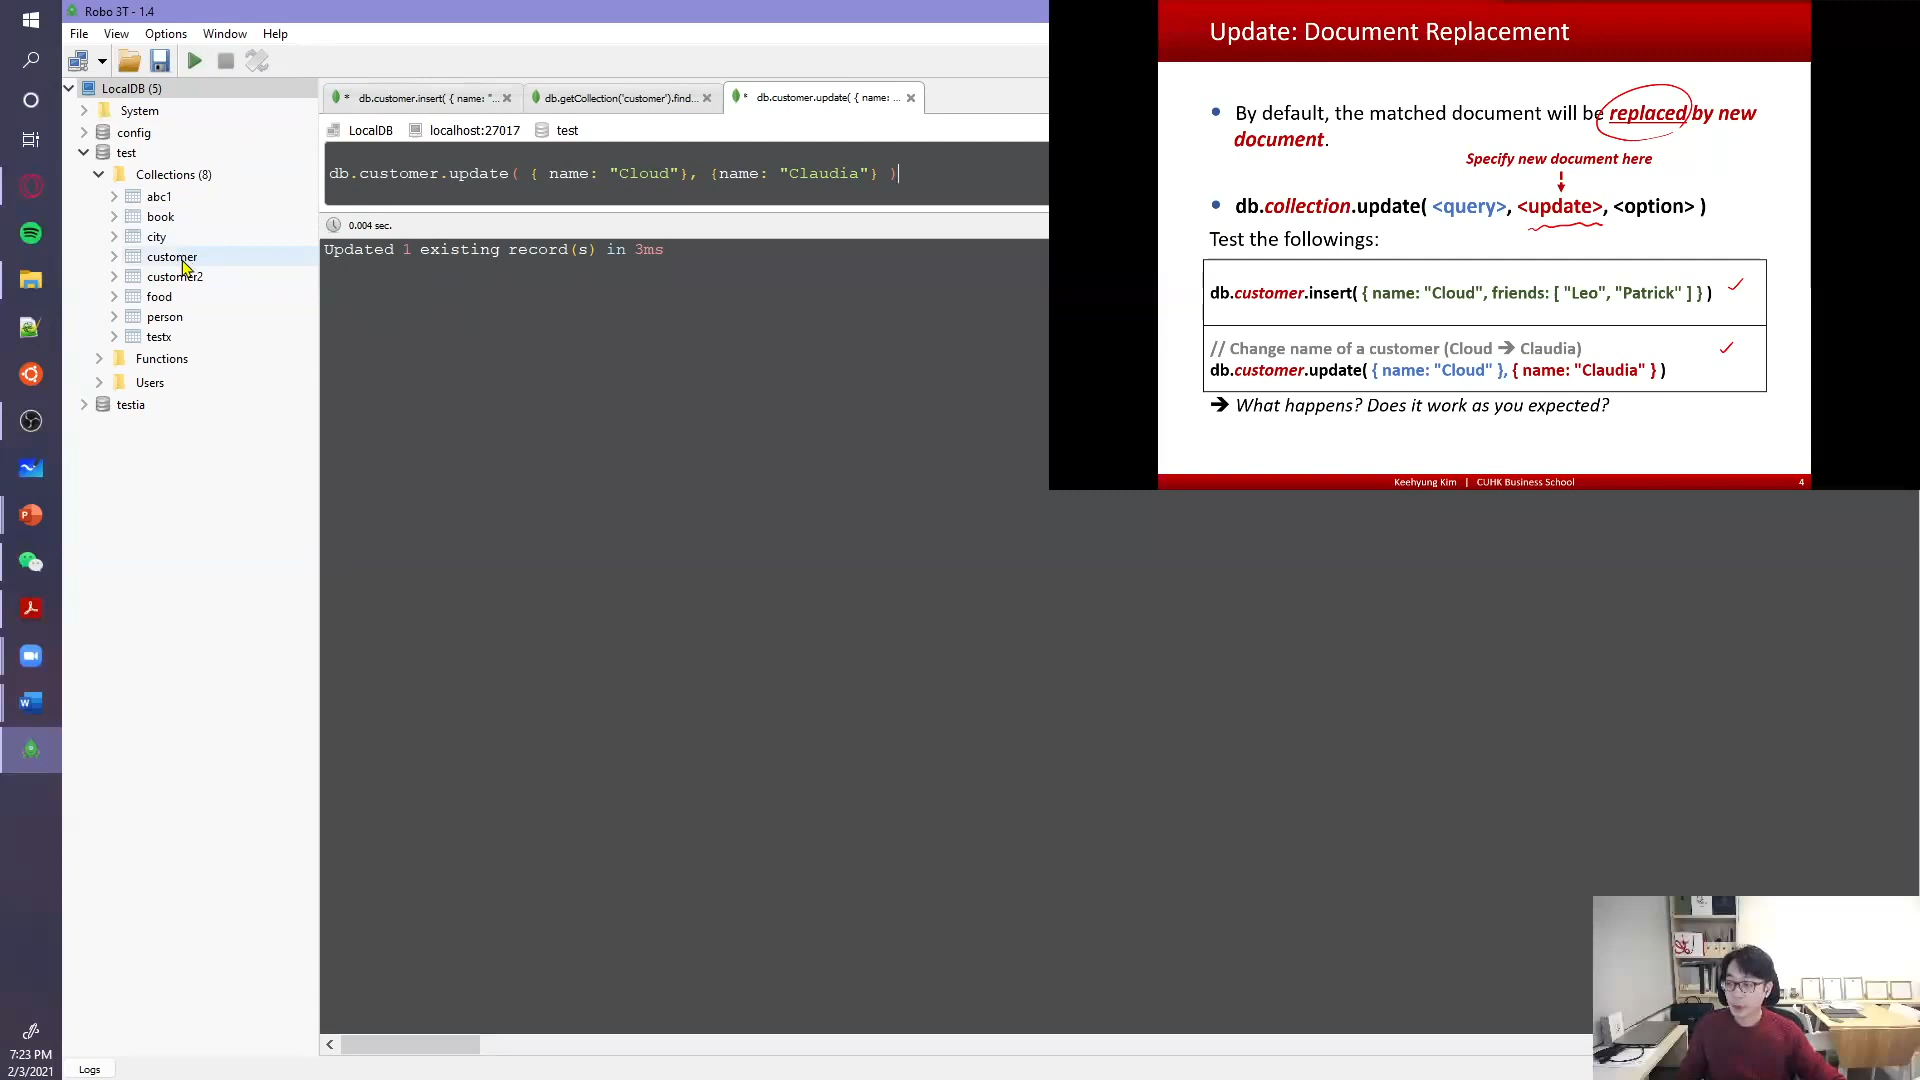 Robo 3T - 1.4
File View Options Window Help
LocalDB (5)
System
config
test
Collections (8)
abc1
book
city
customer
customer2
food
person
testx
Functions
Users
testia
* db.customer.insert( { name: "...
db.getCollection('customer').find...
* db.customer.update( { name: ...
LocalDB localhost:27017 test
db.customer.update( { name: "Cloud"}, {name: "Claudia"} )
0.004 sec.
Updated 1 existing record(s) in 3ms
Logs
7:23 PM
2/3/2021
Update: Document Replacement
• By default, the matched document will be replaced by new
document.
Specify new document here
• db.collection.update( <query>, <update>, <option> )
Test the followings:
db.customer.insert( { name: "Cloud", friends: [ "Leo", "Patrick" ] } )
// Change name of a customer (Cloud ➔ Claudia)
db.customer.update( { name: "Cloud" }, { name: "Claudia" } )
➔ What happens? Does it work as you expected?
Keehyung Kim | CUHK Business School
4